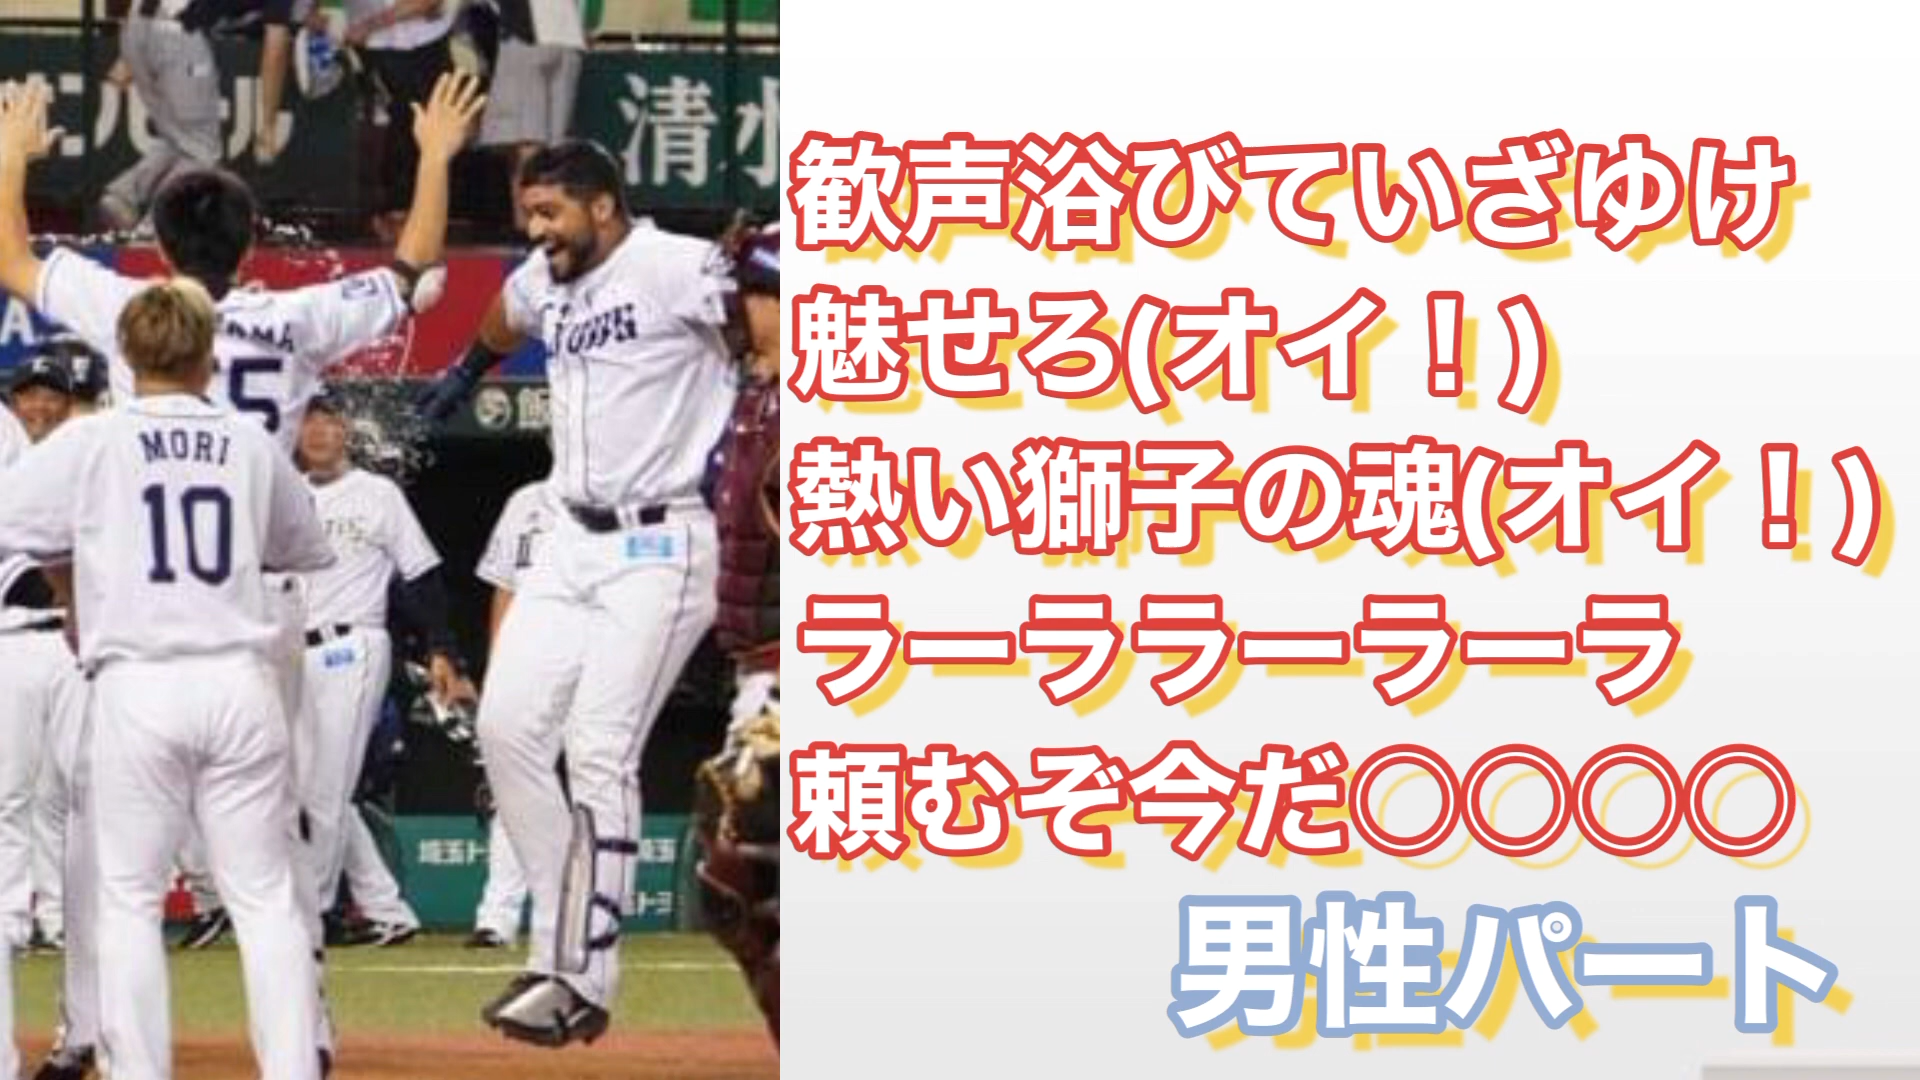 歓声浴びていざゆけ
魅せろ(オイ！)
熱い獅子の魂(オイ！)
ラーララーラーラ
頼むぞ今だ〇〇〇〇
男性パート
清水
Lions
MORI
10